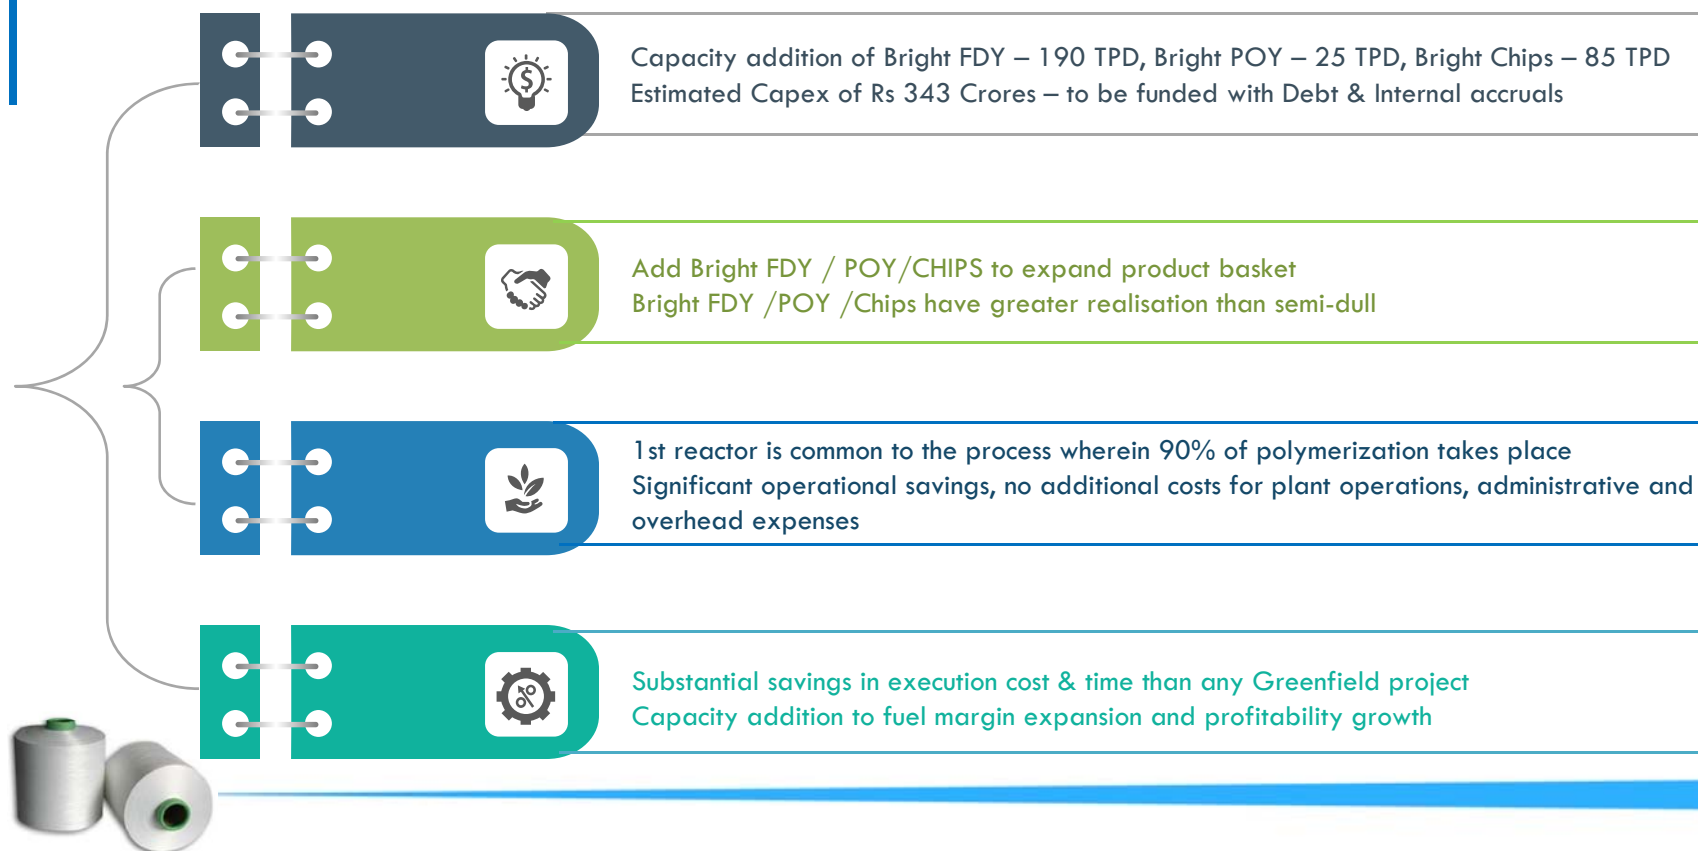 Capacity addition of Bright FDY – 190 TPD, Bright POY – 25 TPD, Bright Chips – 85 TPD
Estimated Capex of Rs 343 Crores – to be funded with Debt & Internal accruals
Add Bright FDY / POY/CHIPS to expand product basket
Bright FDY /POY /Chips have greater realisation than semi-dull
1st reactor is common to the process wherein 90% of polymerization takes place
Significant operational savings, no additional costs for plant operations, administrative and
overhead expenses
Substantial savings in execution cost & time than any Greenfield project
Capacity addition to fuel margin expansion and profitability growth